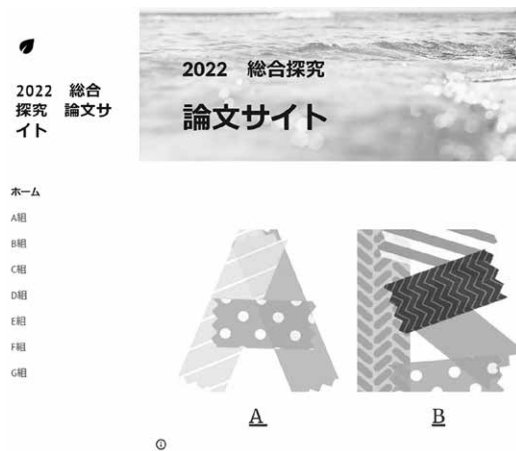 2022 総合
探究 論文サ
イト
ホーム
A組
B組
C組
D組
E組
F組
G組
2022 総合探究
論文サイト
A
B